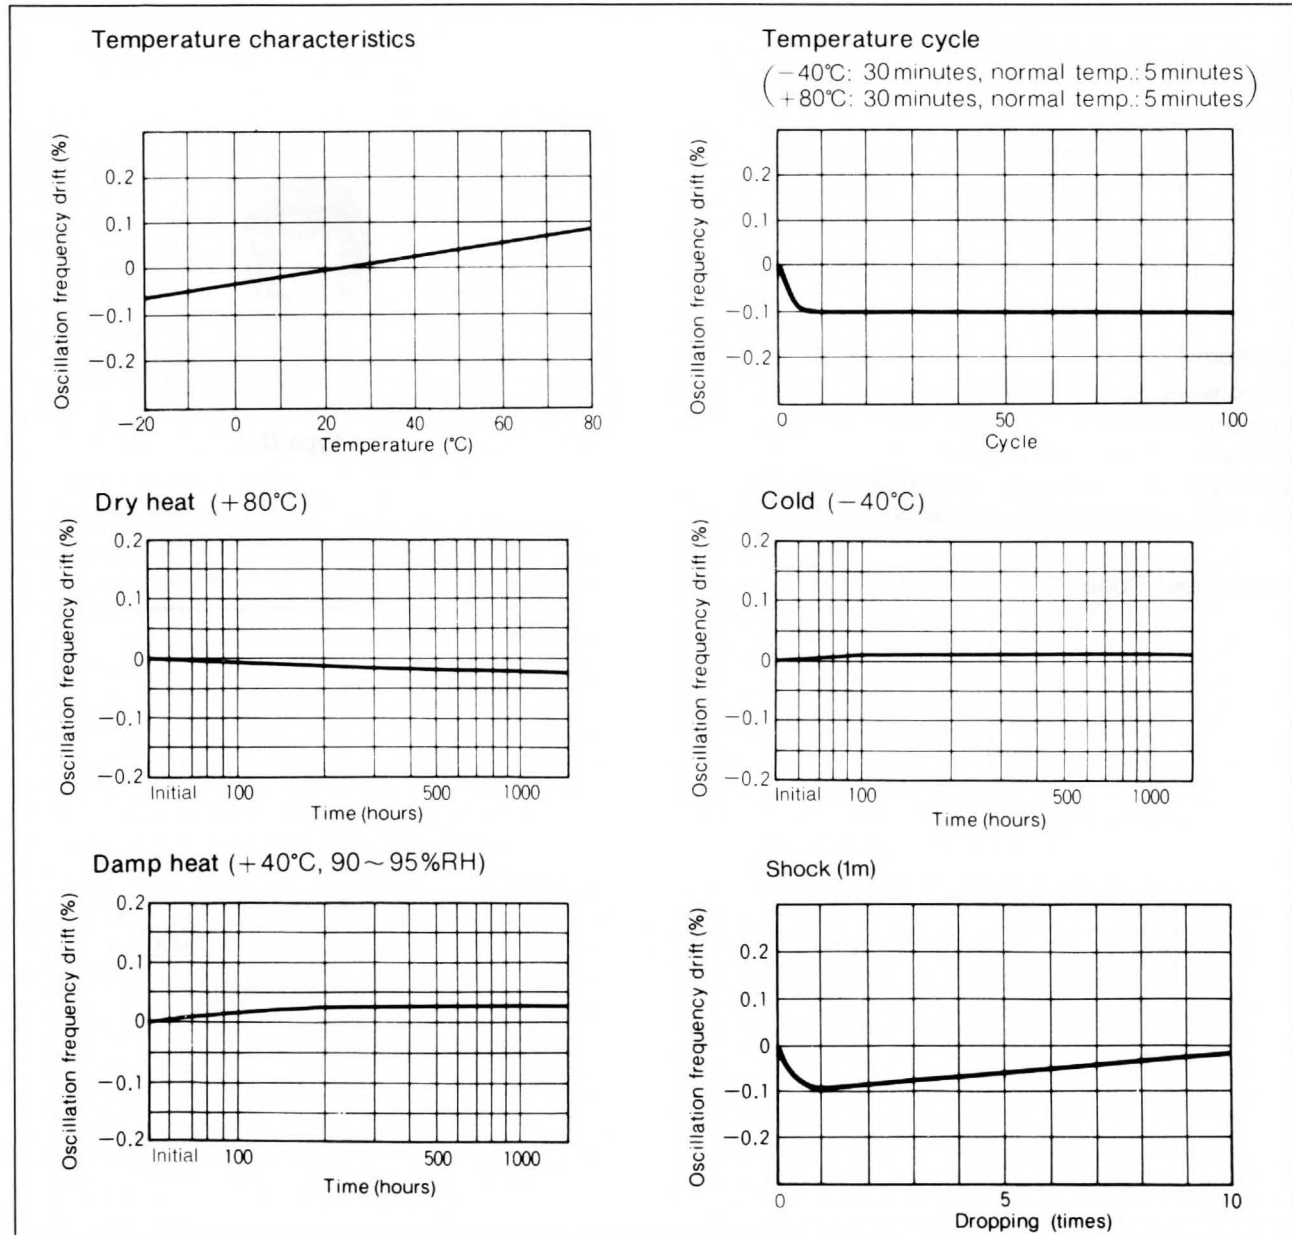 Temperature characteristics
Oscillation frequency drift (%)
0.2
0.1
0
−0.1
−0.2
−20 0 20 40 60 80
Temperature (°C)
Temperature cycle
(−40°C: 30 minutes, normal temp.: 5 minutes
+80°C: 30 minutes, normal temp.: 5 minutes)
Oscillation frequency drift (%)
0.2
0.1
0
−0.1
−0.2
0 50 100
Cycle
Dry heat (+80°C)
Oscillation frequency drift (%)
0.2
0.1
0
−0.1
−0.2
Initial 100 500 1000
Time (hours)
Cold (−40°C)
Oscillation frequency drift (%)
0.2
0.1
0
−0.1
−0.2
Initial 100 500 1000
Time (hours)
Damp heat (+40°C, 90~95%RH)
Oscillation frequency drift (%)
0.2
0.1
0
−0.1
−0.2
Initial 100 500 1000
Time (hours)
Shock (1m)
Oscillation frequency drift (%)
0.2
0.1
0
−0.1
−0.2
0 5 10
Dropping (times)